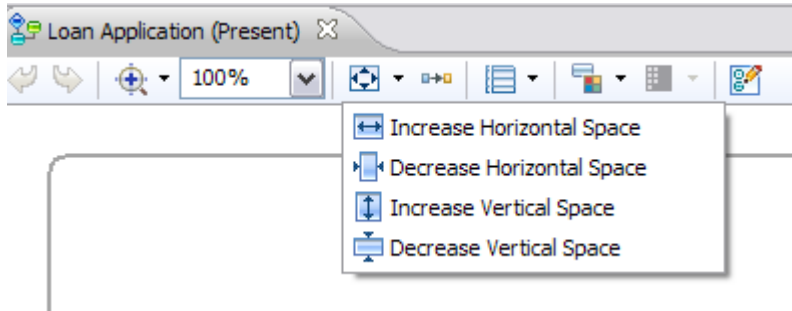 Loan Application (Present)
100%
Increase Horizontal Space
Decrease Horizontal Space
Increase Vertical Space
Decrease Vertical Space